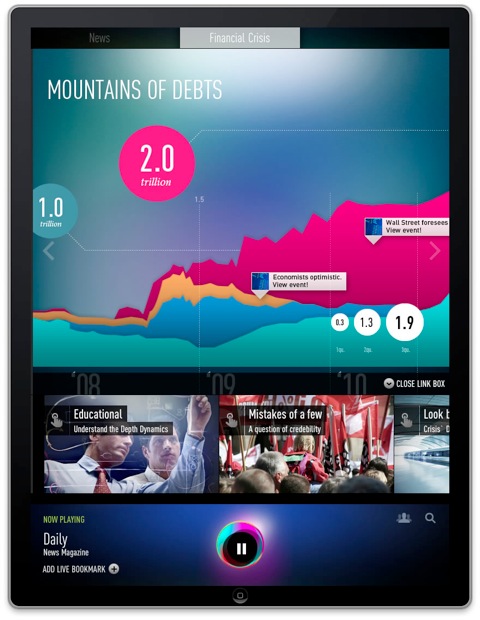 News
Financial Crisis
MOUNTAINS OF DEBTS
2.0
trillion
1.0
trillion
1.5
Wall Street foresees
View event!
Economists optimistic.
View event!
0.3
1.3
1.9
1qu.
2qu.
3qu.
'08
'09
'10
CLOSE LINK BOX
Educational
Understand the Depth Dynamics
Mistakes of a few
A question of credebility
Look b
Crisis D
NOW PLAYING
Daily
News Magazine
ADD LIVE BOOKMARK